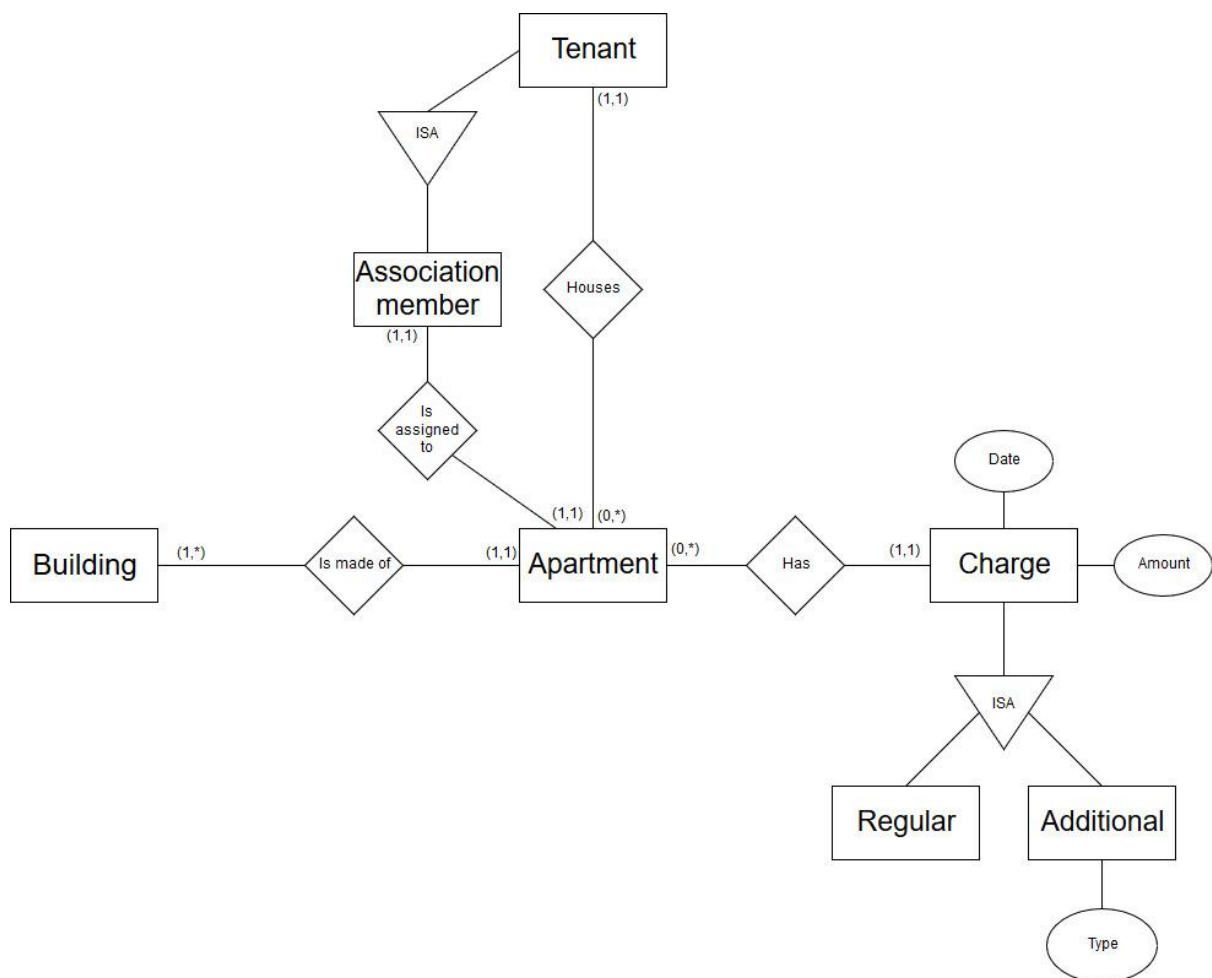 Tenant
(1,1)
ISA
Association
member
(1,1)
Houses
Is
assigned
to
Date
(1,1)
(0,*)
Building
(1,*)
Is made of
(1,1)
Apartment
(0,*)
Has
(1,1)
Charge
Amount
ISA
Regular
Additional
Type